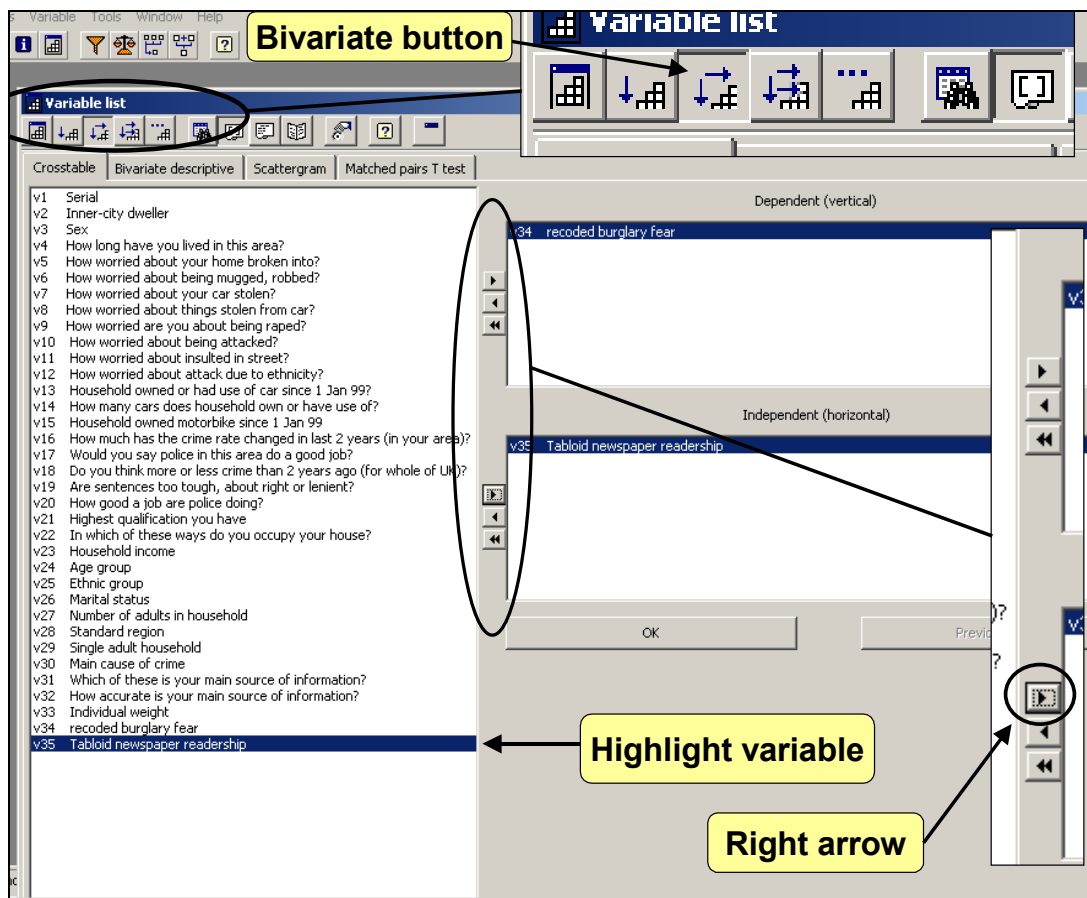 Variable Tools Window Help
Bivariate button
Variable list
Variable list
Crosstable Bivariate descriptive Scattergram Matched pairs T test
v1 Serial
v2 Inner-city dweller
v3 Sex
v4 How long have you lived in this area?
v5 How worried about your home broken into?
v6 How worried about being mugged, robbed?
v7 How worried about your car stolen?
v8 How worried about things stolen from car?
v9 How worried are you about being raped?
v10 How worried about being attacked?
v11 How worried about insulted in street?
v12 How worried about attack due to ethnicity?
v13 Household owned or had use of car since 1 Jan 99?
v14 How many cars does household own or have use of?
v15 Household owned motorbike since 1 Jan 99
v16 How much has the crime rate changed in last 2 years (in your area)?
v17 Would you say police in this area do a good job?
v18 Do you think more or less crime than 2 years ago (for whole of UK)?
v19 Are sentences too tough, about right or lenient?
v20 How good a job are police doing?
v21 Highest qualification you have
v22 In which of these ways do you occupy your house?
v23 Household income
v24 Age group
v25 Ethnic group
v26 Marital status
v27 Number of adults in household
v28 Standard region
v29 Single adult household
v30 Main cause of crime
v31 Which of these is your main source of information?
v32 How accurate is your main source of information?
v33 Individual weight
v34 recoded burglary fear
v35 Tabloid newspaper readership
Dependent (vertical)
v34 recoded burglary fear
Independent (horizontal)
v35 Tabloid newspaper readership
OK
Previo
)?
?
Highlight variable
Right arrow